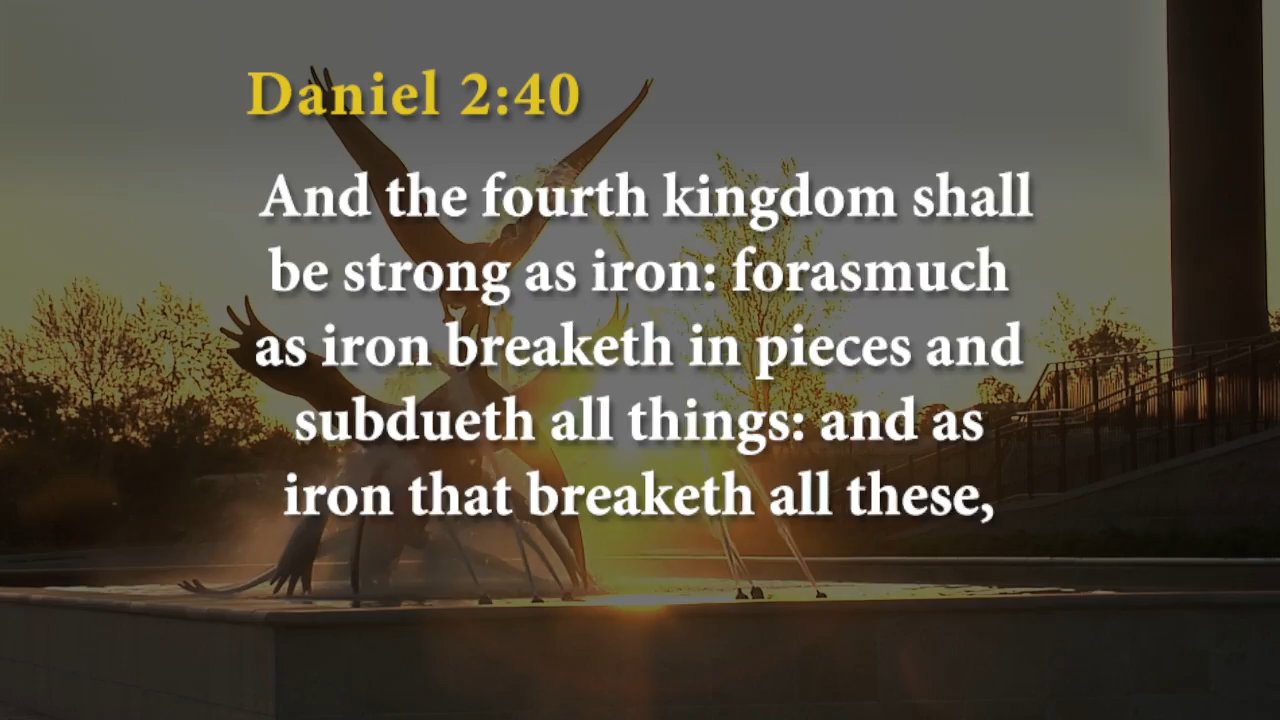 Daniel 2:40
And the fourth kingdom shall
be strong as iron: forasmuch
as iron breaketh in pieces and
subdueth all things: and as
iron that breaketh all these,